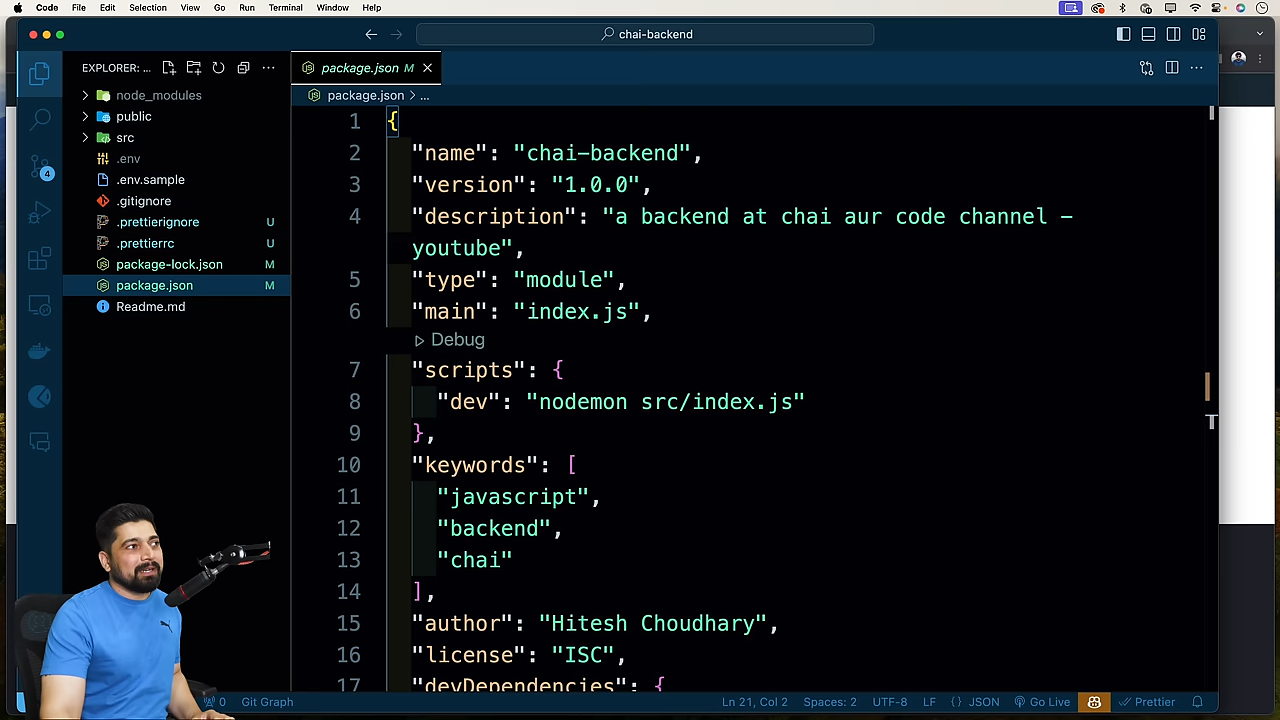 Code File Edit Selection View Go Run Terminal Window Help
chai-backend
EXPLORER: ...
package.json M
package.json > ...
node_modules
public
src
.env
.env.sample
.gitignore
.prettierignore U
.prettierrc U
package-lock.json M
package.json M
Readme.md
4
1 {
2 "name": "chai-backend",
3 "version": "1.0.0",
4 "description": "a backend at chai aur code channel -
youtube",
5 "type": "module",
6 "main": "index.js",
Debug
7 "scripts": {
8 "dev": "nodemon src/index.js"
9 },
10 "keywords": [
11 "javascript",
12 "backend",
13 "chai"
14 ],
15 "author": "Hitesh Choudhary",
16 "license": "ISC",
17 "devDependencies": {
0 Git Graph Ln 21, Col 2 Spaces: 2 UTF-8 LF {} JSON Go Live Prettier